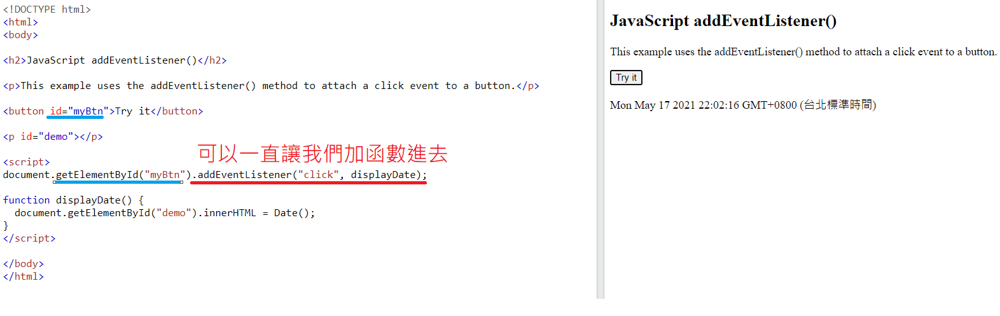 <!DOCTYPE html>
<html>
<body>
<h2>JavaScript addEventListener()</h2>
<p>This example uses the addEventListener() method to attach a click event to a button.</p>
<button id="myBtn">Try it</button>
<p id="demo"></p>
可以一直讓我們加函數進去
<script>
document.getElementById("myBtn").addEventListener("click", displayDate);
function displayDate() {
  document.getElementById("demo").innerHTML = Date();
}
</script>
</body>
</html>
JavaScript addEventListener()
This example uses the addEventListener() method to attach a click event to a button.
Try it
Mon May 17 2021 22:02:16 GMT+0800 (台北標準時間)